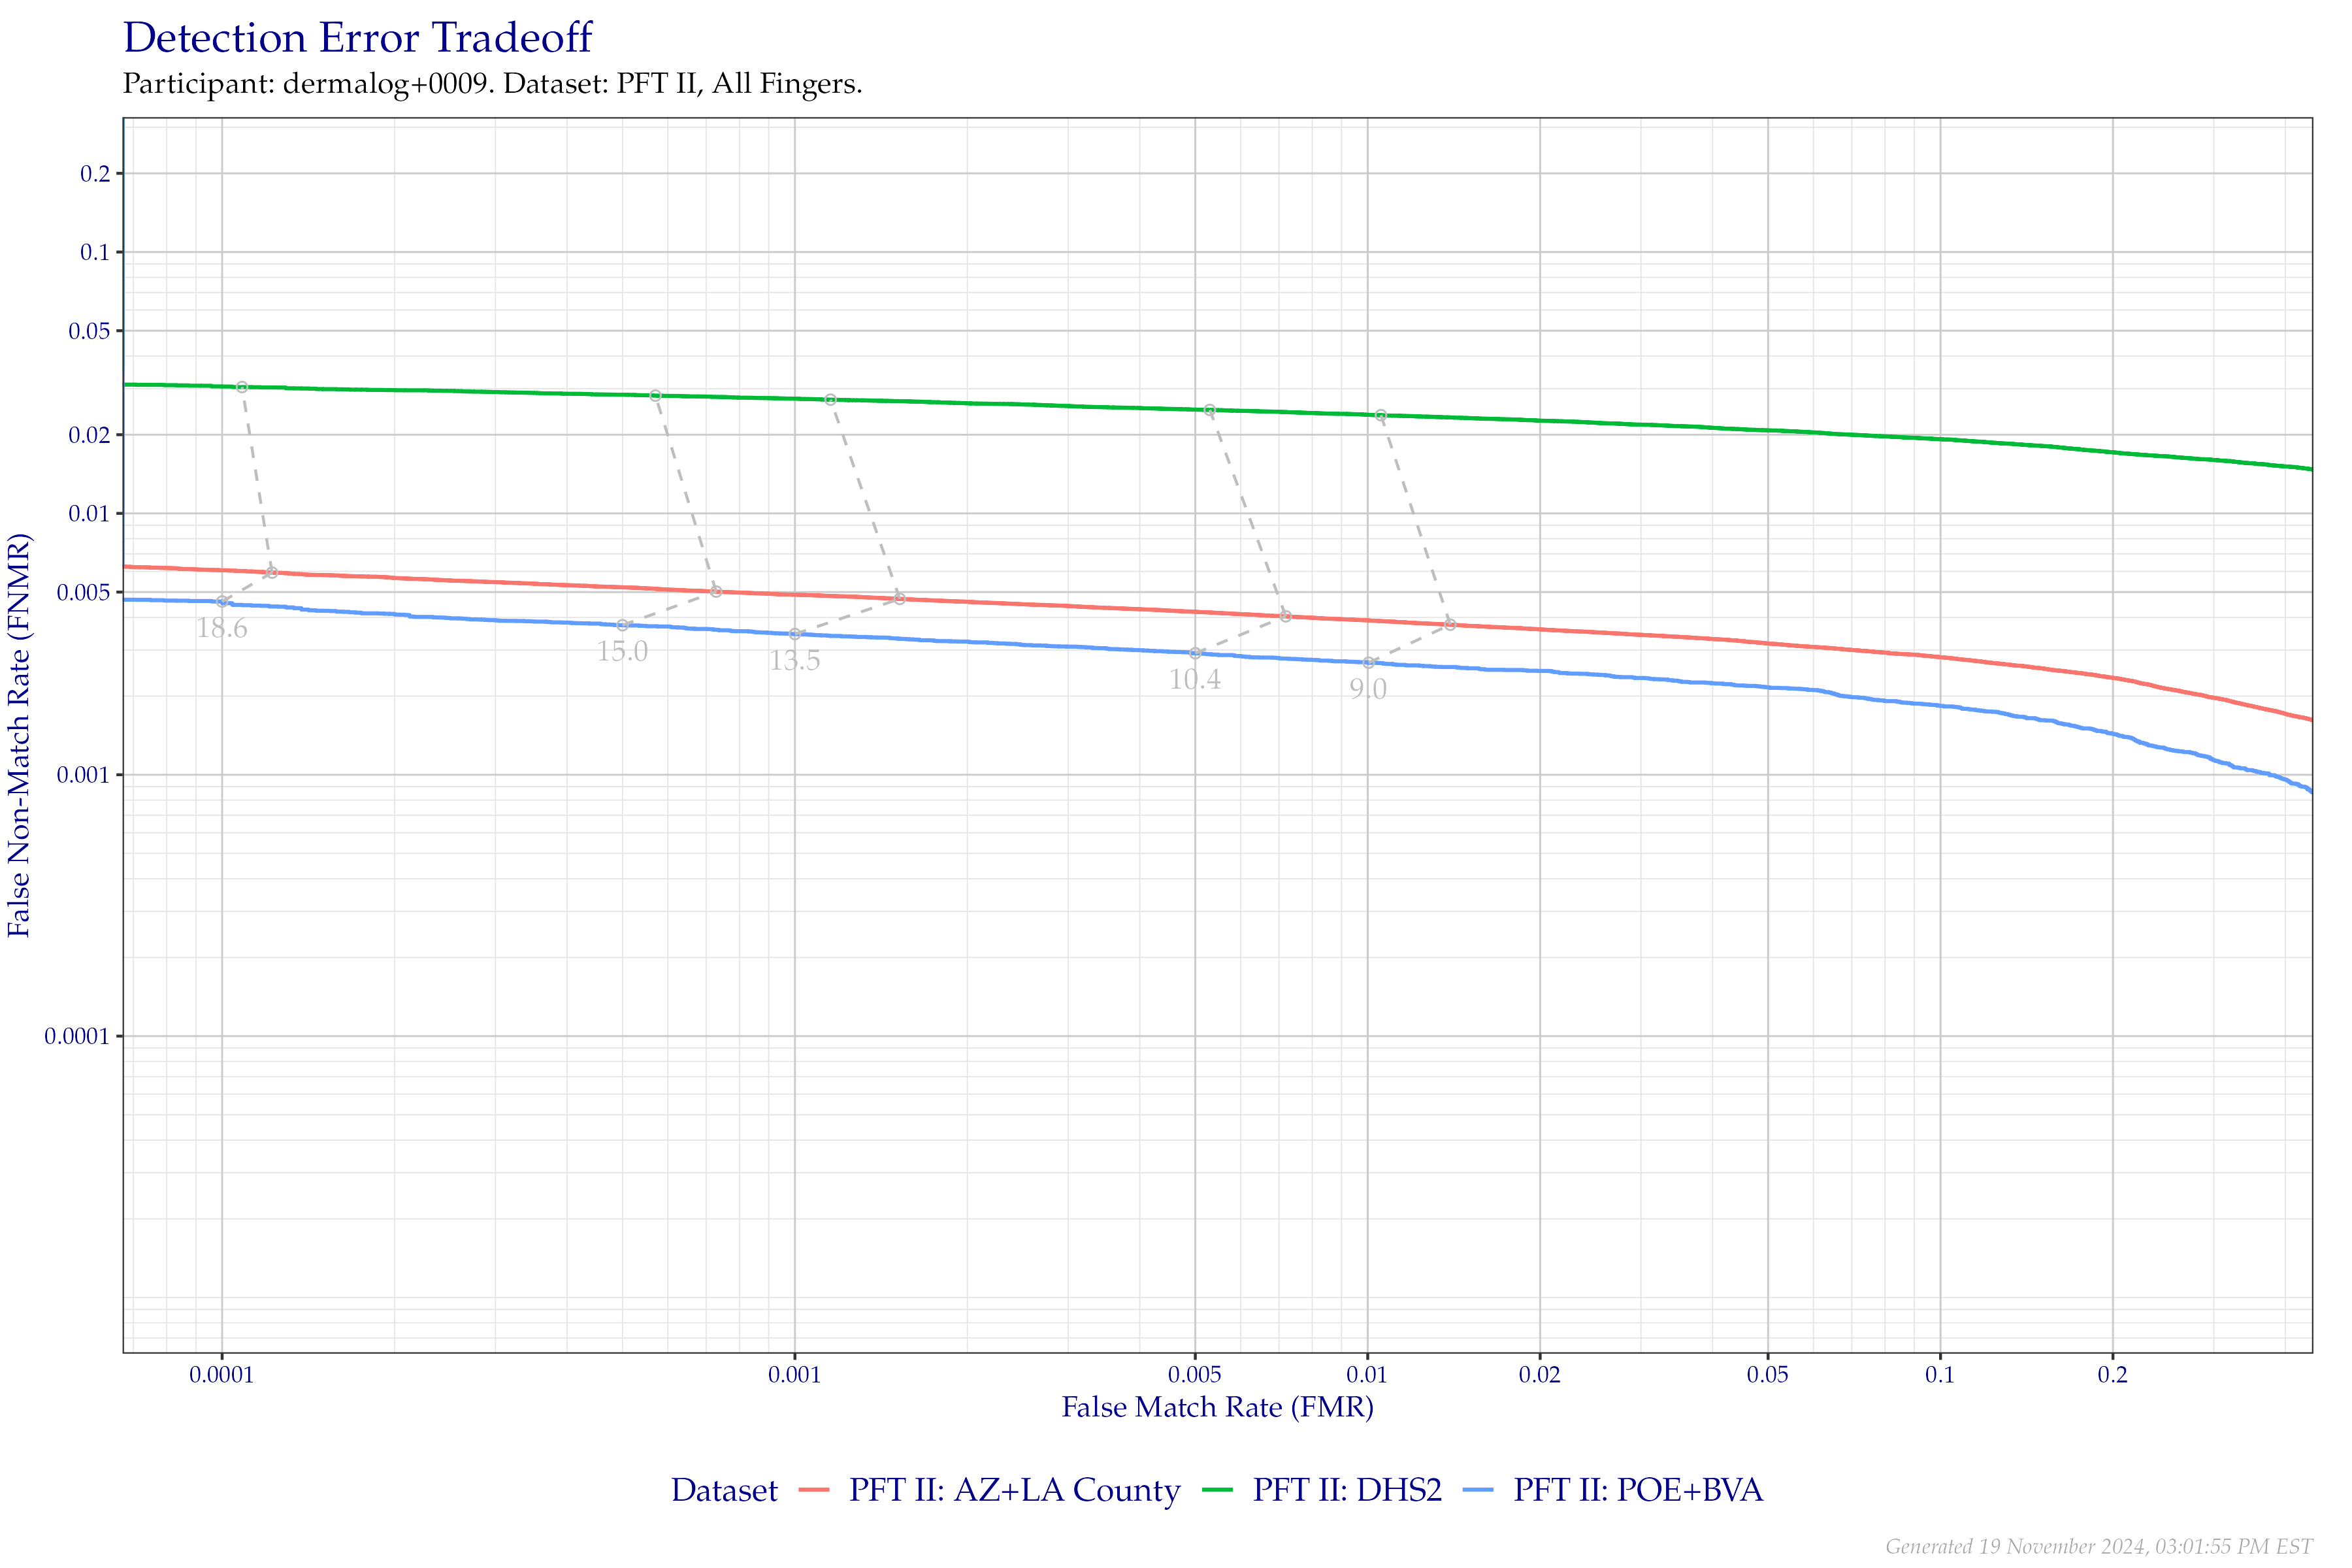 Detection Error Tradeoff
Participant: dermalog+0009. Dataset: PFT II, All Fingers.
False Non-Match Rate (FNMR)
0.2
0.1
0.05
0.02
0.01
0.005
0.001
0.0001
18.6
15.0
13.5
10.4
9.0
0.0001 0.001 0.005 0.01 0.02 0.05 0.1 0.2
False Match Rate (FMR)
Dataset PFT II: AZ+LA County PFT II: DHS2 PFT II: POE+BVA
Generated 19 November 2024, 03:01:55 PM EST